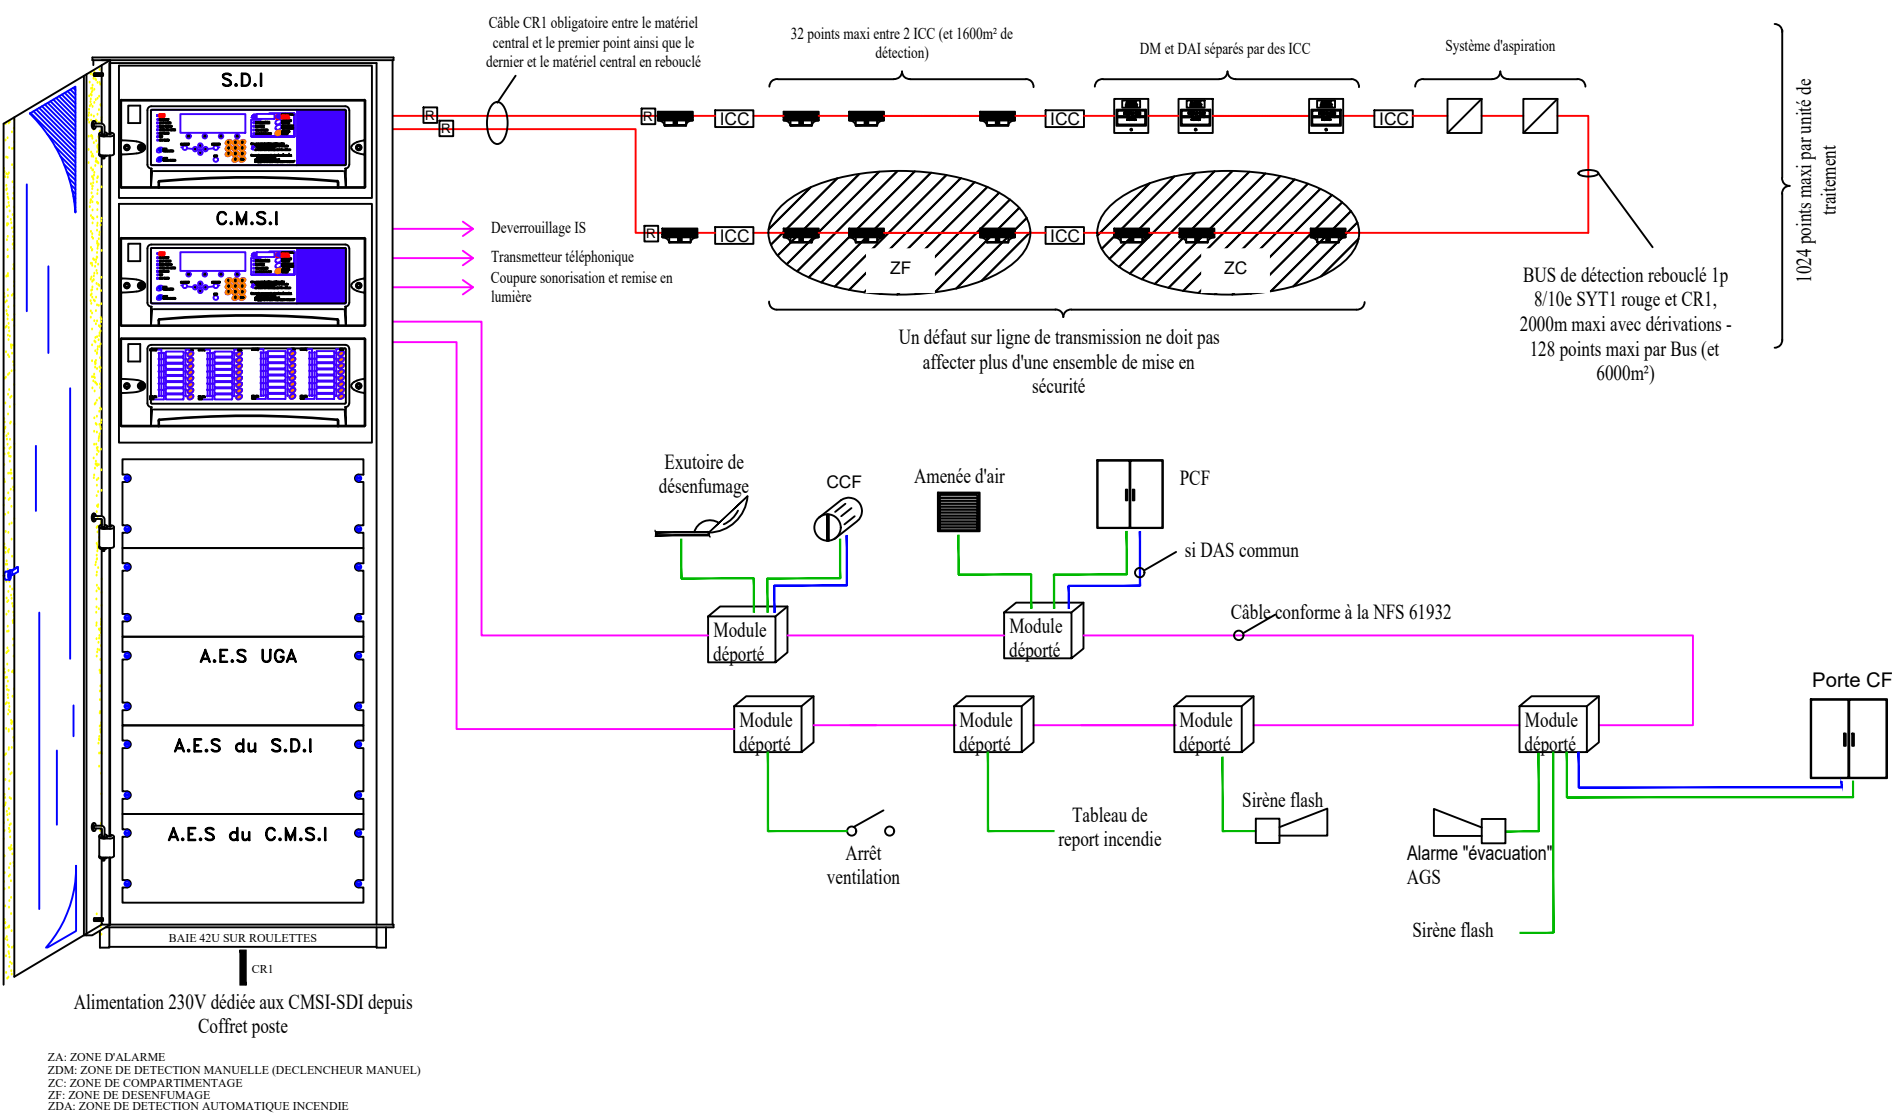 Câble CR1 obligatoire entre le matériel
central et le premier point ainsi que le
dernier et le matériel central en rebouclé
32 points maxi entre 2 ICC (et 1600m² de
détection)
DM et DAI séparés par des ICC
Système d'aspiration
S.D.I
R
R
R
ICC
ICC
ICC
1024 points maxi par unité de
traitement
C.M.S.I
Deverrouillage IS
Transmetteur téléphonique
Coupure sonorisation et remise en
lumière
R
ICC
ZF
ICC
ZC
BUS de détection rebouclé 1p
8/10e SYT1 rouge et CR1,
2000m maxi avec dérivations -
128 points maxi par Bus (et
6000m²)
Un défaut sur ligne de transmission ne doit pas
affecter plus d'une ensemble de mise en
sécurité
Exutoire de
désenfumage
CCF
Amenée d'air
PCF
si DAS commun
Module
déporté
Module
déporté
Câble conforme à la NFS 61932
A.E.S UGA
Module
déporté
Module
déporté
Module
déporté
Module
déporté
Porte CF
A.E.S du S.D.I
Arrêt
ventilation
Tableau de
report incendie
Sirène flash
Alarme "évacuation"
AGS
Sirène flash
A.E.S du C.M.S.I
BAIE 42U SUR ROULETTES
CR1
Alimentation 230V dédiée aux CMSI-SDI depuis
Coffret poste
ZA: ZONE D'ALARME
ZDM: ZONE DE DETECTION MANUELLE (DECLENCHEUR MANUEL)
ZC: ZONE DE COMPARTIMENTAGE
ZF: ZONE DE DESENFUMAGE
ZDA: ZONE DE DETECTION AUTOMATIQUE INCENDIE